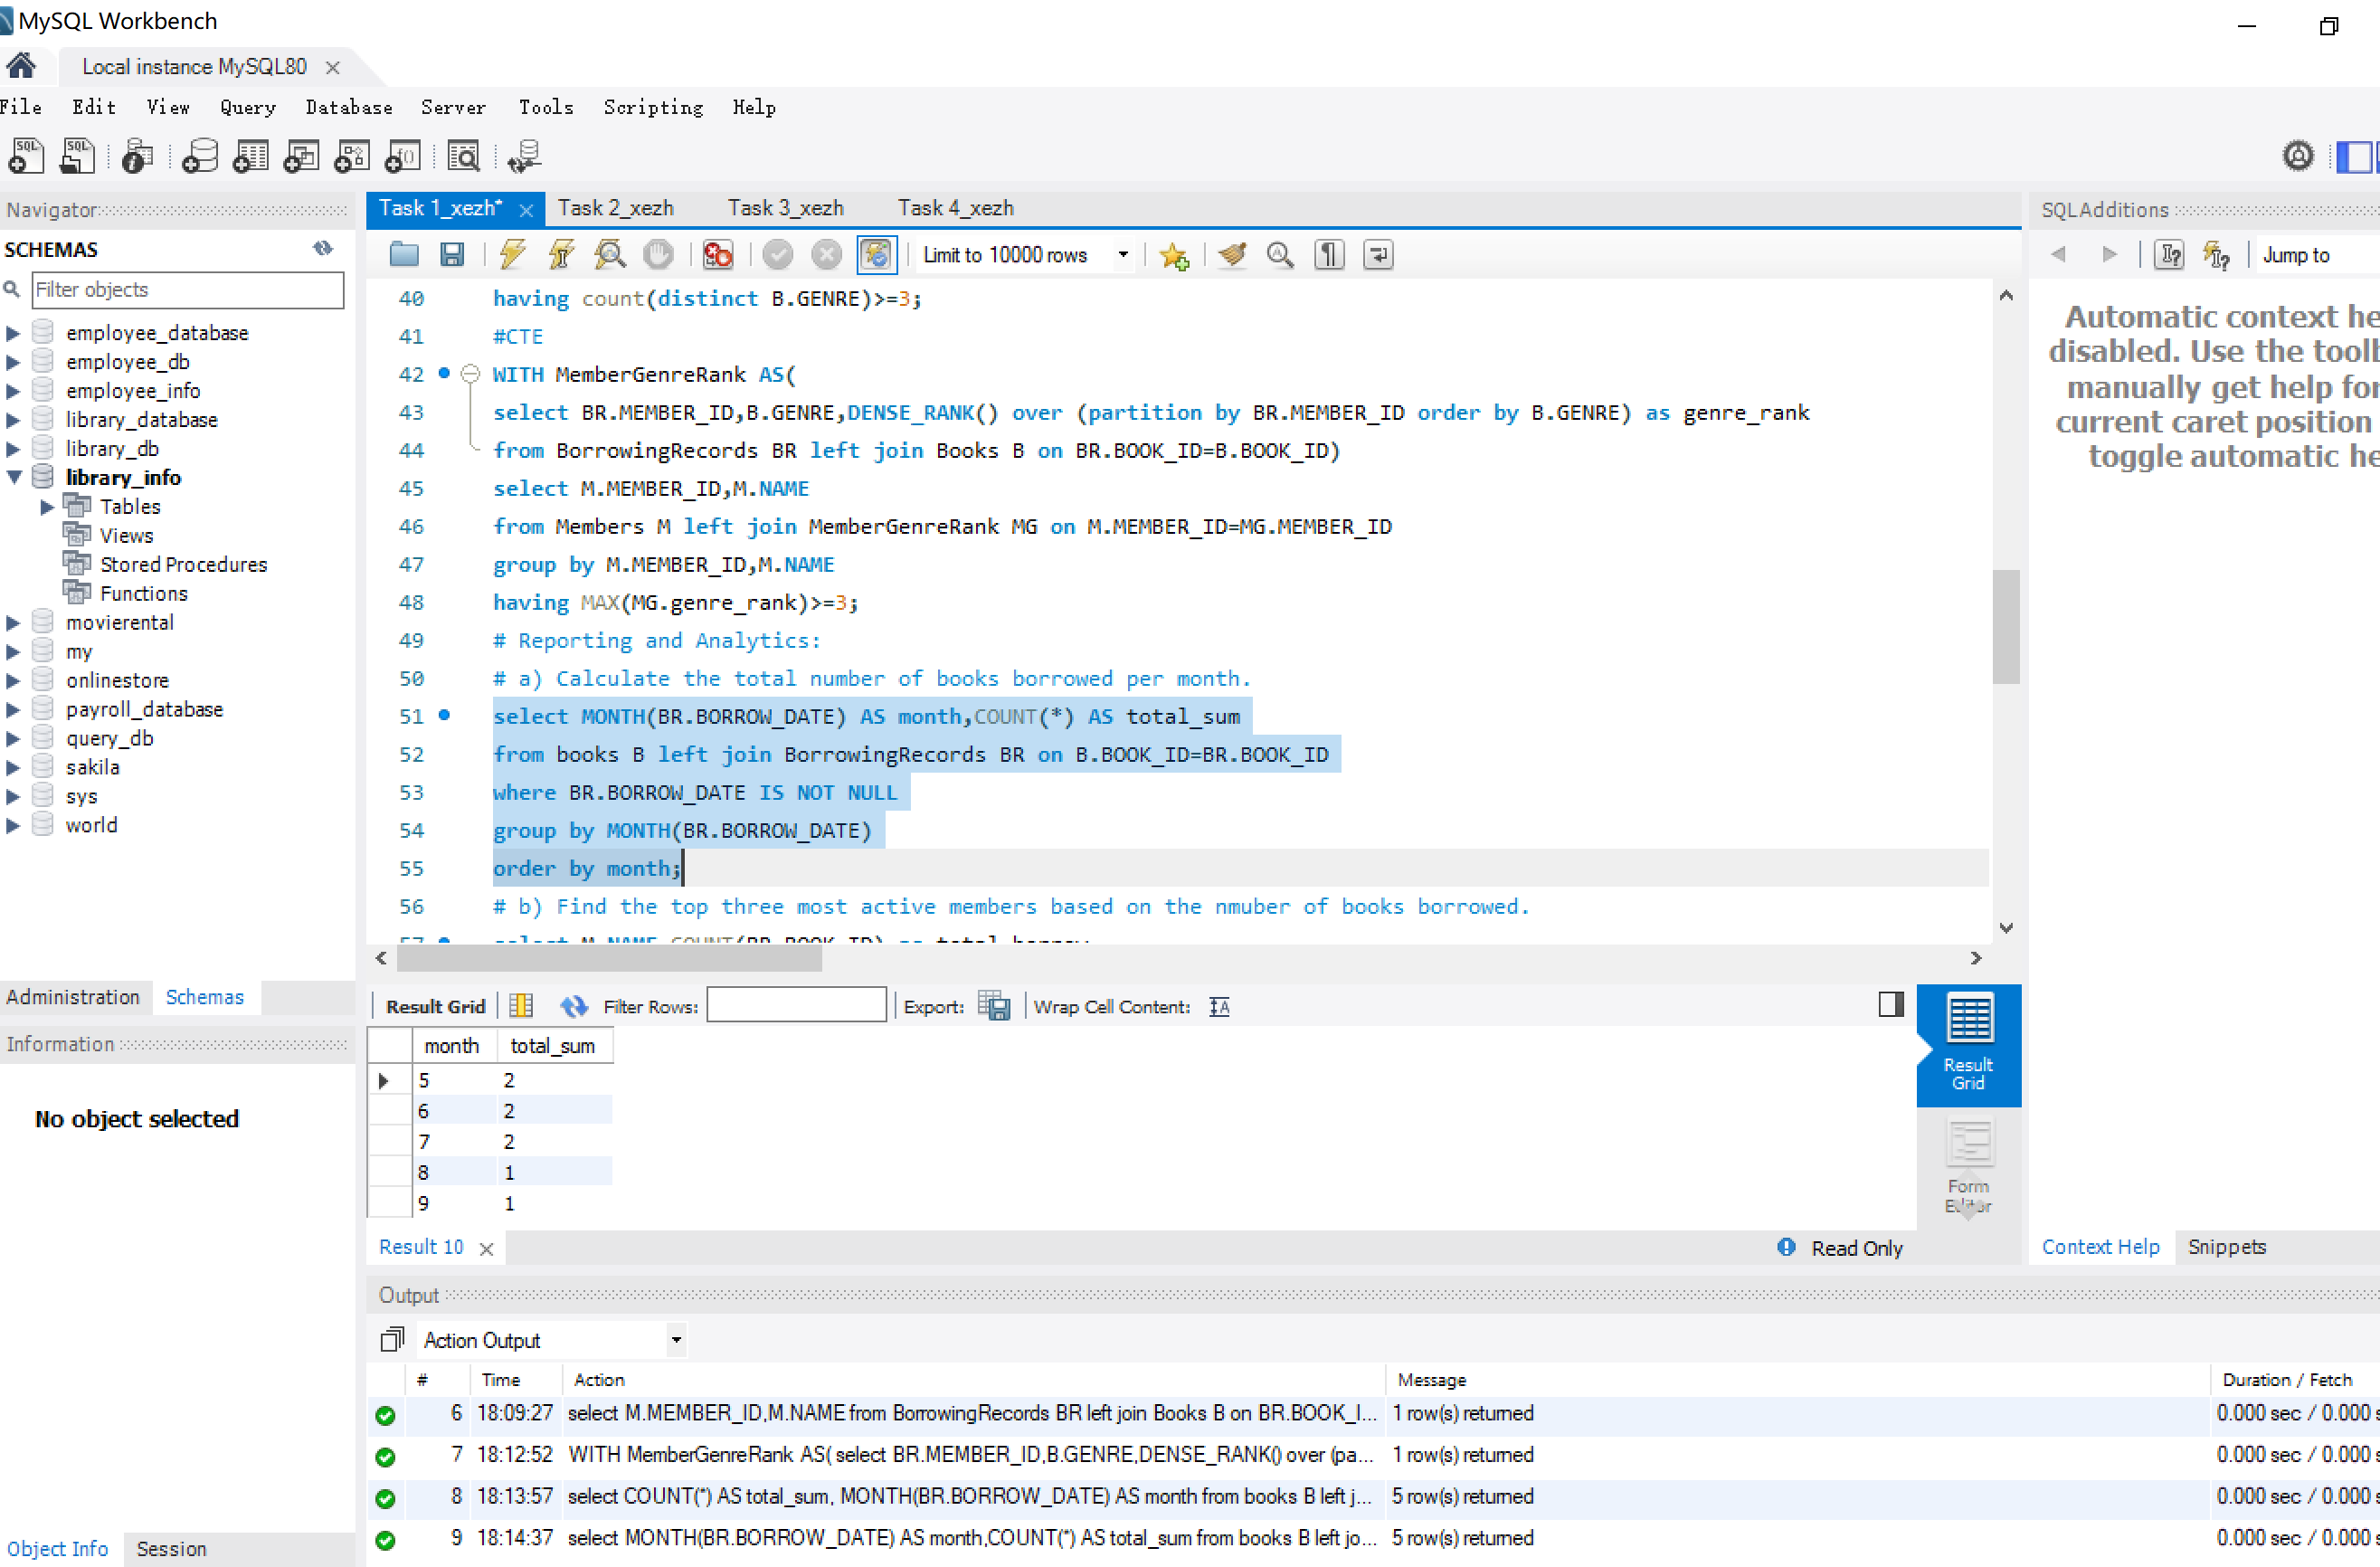 MySQL Workbench
Local instance MySQL80
File Edit View Query Database Server Tools Scripting Help
Navigator
SCHEMAS
Filter objects
employee_database
employee_db
employee_info
library_database
library_db
library_info
Tables
Views
Stored Procedures
Functions
movierental
my
onlinestore
payroll_database
query_db
sakila
sys
world
Administration Schemas
Information
No object selected
Object Info Session
Task 1_xezh* Task 2_xezh Task 3_xezh Task 4_xezh
Limit to 10000 rows
40 having count(distinct B.GENRE)>=3;
41 #CTE
42 WITH MemberGenreRank AS(
43 select BR.MEMBER_ID,B.GENRE,DENSE_RANK() over (partition by BR.MEMBER_ID order by B.GENRE) as genre_rank
44 from BorrowingRecords BR left join Books B on BR.BOOK_ID=B.BOOK_ID)
45 select M.MEMBER_ID,M.NAME
46 from Members M left join MemberGenreRank MG on M.MEMBER_ID=MG.MEMBER_ID
47 group by M.MEMBER_ID,M.NAME
48 having MAX(MG.genre_rank)>=3;
49 # Reporting and Analytics:
50 # a) Calculate the total number of books borrowed per month.
51 select MONTH(BR.BORROW_DATE) AS month,COUNT(*) AS total_sum
52 from books B left join BorrowingRecords BR on B.BOOK_ID=BR.BOOK_ID
53 where BR.BORROW_DATE IS NOT NULL
54 group by MONTH(BR.BORROW_DATE)
55 order by month;
56 # b) Find the top three most active members based on the nmuber of books borrowed.
57 select M.NAME,COUNT(BR.BOOK_ID) as total_borrow
Result Grid Filter Rows: Export: Wrap Cell Content:
month total_sum
5 2
6 2
7 2
8 1
9 1
Result Grid
Form Editor
Result 10 Read Only
SQLAdditions
Jump to
Automatic context he
disabled. Use the toolb
manually get help for
current caret position
toggle automatic he
Context Help Snippets
Output
Action Output
# Time Action Message Duration / Fetch
6 18:09:27 select M.MEMBER_ID,M.NAME from BorrowingRecords BR left join Books B on BR.BOOK_I... 1 row(s) returned 0.000 sec / 0.000 s
7 18:12:52 WITH MemberGenreRank AS( select BR.MEMBER_ID,B.GENRE,DENSE_RANK() over (pa... 1 row(s) returned 0.000 sec / 0.000 s
8 18:13:57 select COUNT(*) AS total_sum, MONTH(BR.BORROW_DATE) AS month from books B left j... 5 row(s) returned 0.000 sec / 0.000 s
9 18:14:37 select MONTH(BR.BORROW_DATE) AS month,COUNT(*) AS total_sum from books B left jo... 5 row(s) returned 0.000 sec / 0.000 s